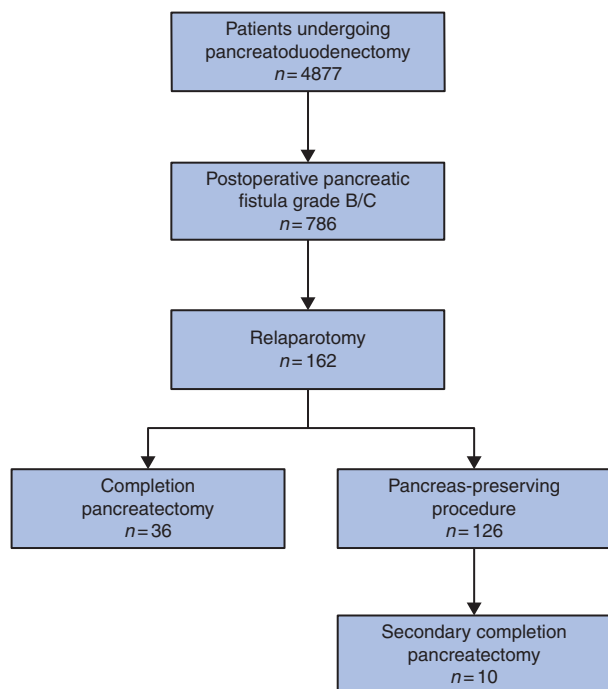 Patients undergoing
pancreatoduodenectomy
n=4877
Postoperative pancreatic
fistula grade B/C
n=786
Relaparotomy
n=162
Completion
pancreatectomy
n=36
Pancreas-preserving
procedure
n=126
Secondary completion
pancreatectomy
n=10